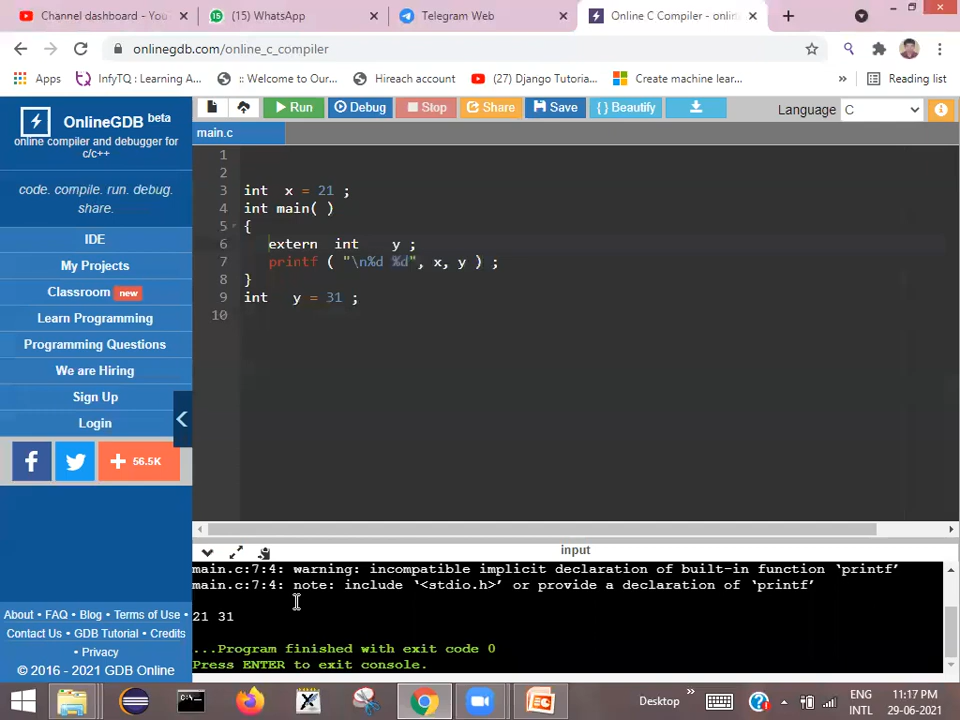 Channel dashboard - You
(15) WhatsApp
Telegram Web
Online C Compiler - onlin
onlinegdb.com/online_c_compiler
Apps
InfyTQ : Learning A...
:: Welcome to Our...
Hireach account
(27) Django Tutoria...
Create machine lear...
»
Reading list
OnlineGDB beta
online compiler and debugger for
c/c++
code. compile. run. debug.
share.
IDE
My Projects
Classroom new
Learn Programming
Programming Questions
We are Hiring
Sign Up
Login
56.5K
About • FAQ • Blog • Terms of Use •
Contact Us • GDB Tutorial • Credits
• Privacy
© 2016 - 2021 GDB Online
Run
Debug
Stop
Share
Save
{ } Beautify
Language C
main.c
1
2
3 int x = 21 ;
4 int main( )
5 {
6 extern int y ;
7 printf ( "\n%d %d", x, y ) ;
8 }
9 int y = 31 ;
10
input
main.c:7:4: warning: incompatible implicit declaration of built-in function ‘printf’
main.c:7:4: note: include ‘<stdio.h>’ or provide a declaration of ‘printf’
21 31
...Program finished with exit code 0
Press ENTER to exit console.
Desktop
»
ENG
INTL
11:17 PM
29-06-2021